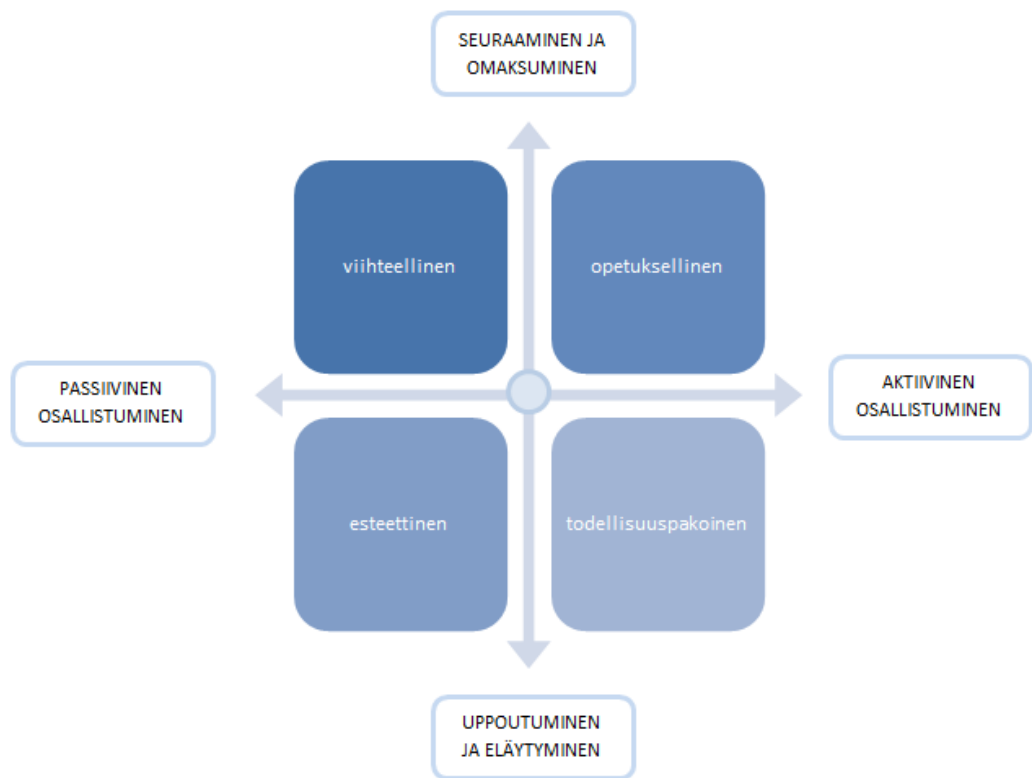 SEURAAMINEN JA
OMAKSUMINEN
viihteellinen
opetuksellinen
PASSIIVINEN
OSALLISTUMINEN
AKTIIVINEN
OSALLISTUMINEN
esteettinen
todellisuuspakoinen
UPPOUTUMINEN
JA ELÄYTYMINEN